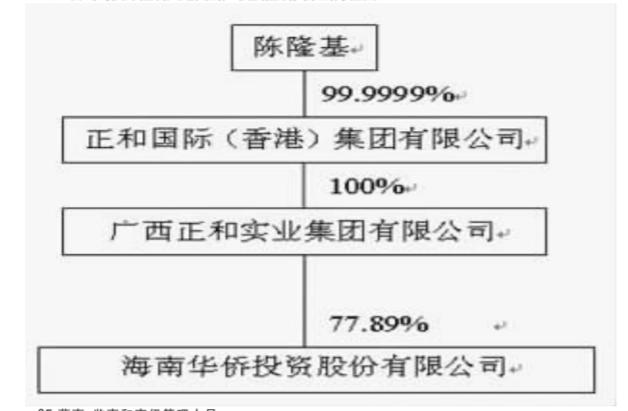 陈隆基
99.9999%
正和国际（香港）集团有限公司
100%
广西正和实业集团有限公司
77.89%
海南华侨投资股份有限公司